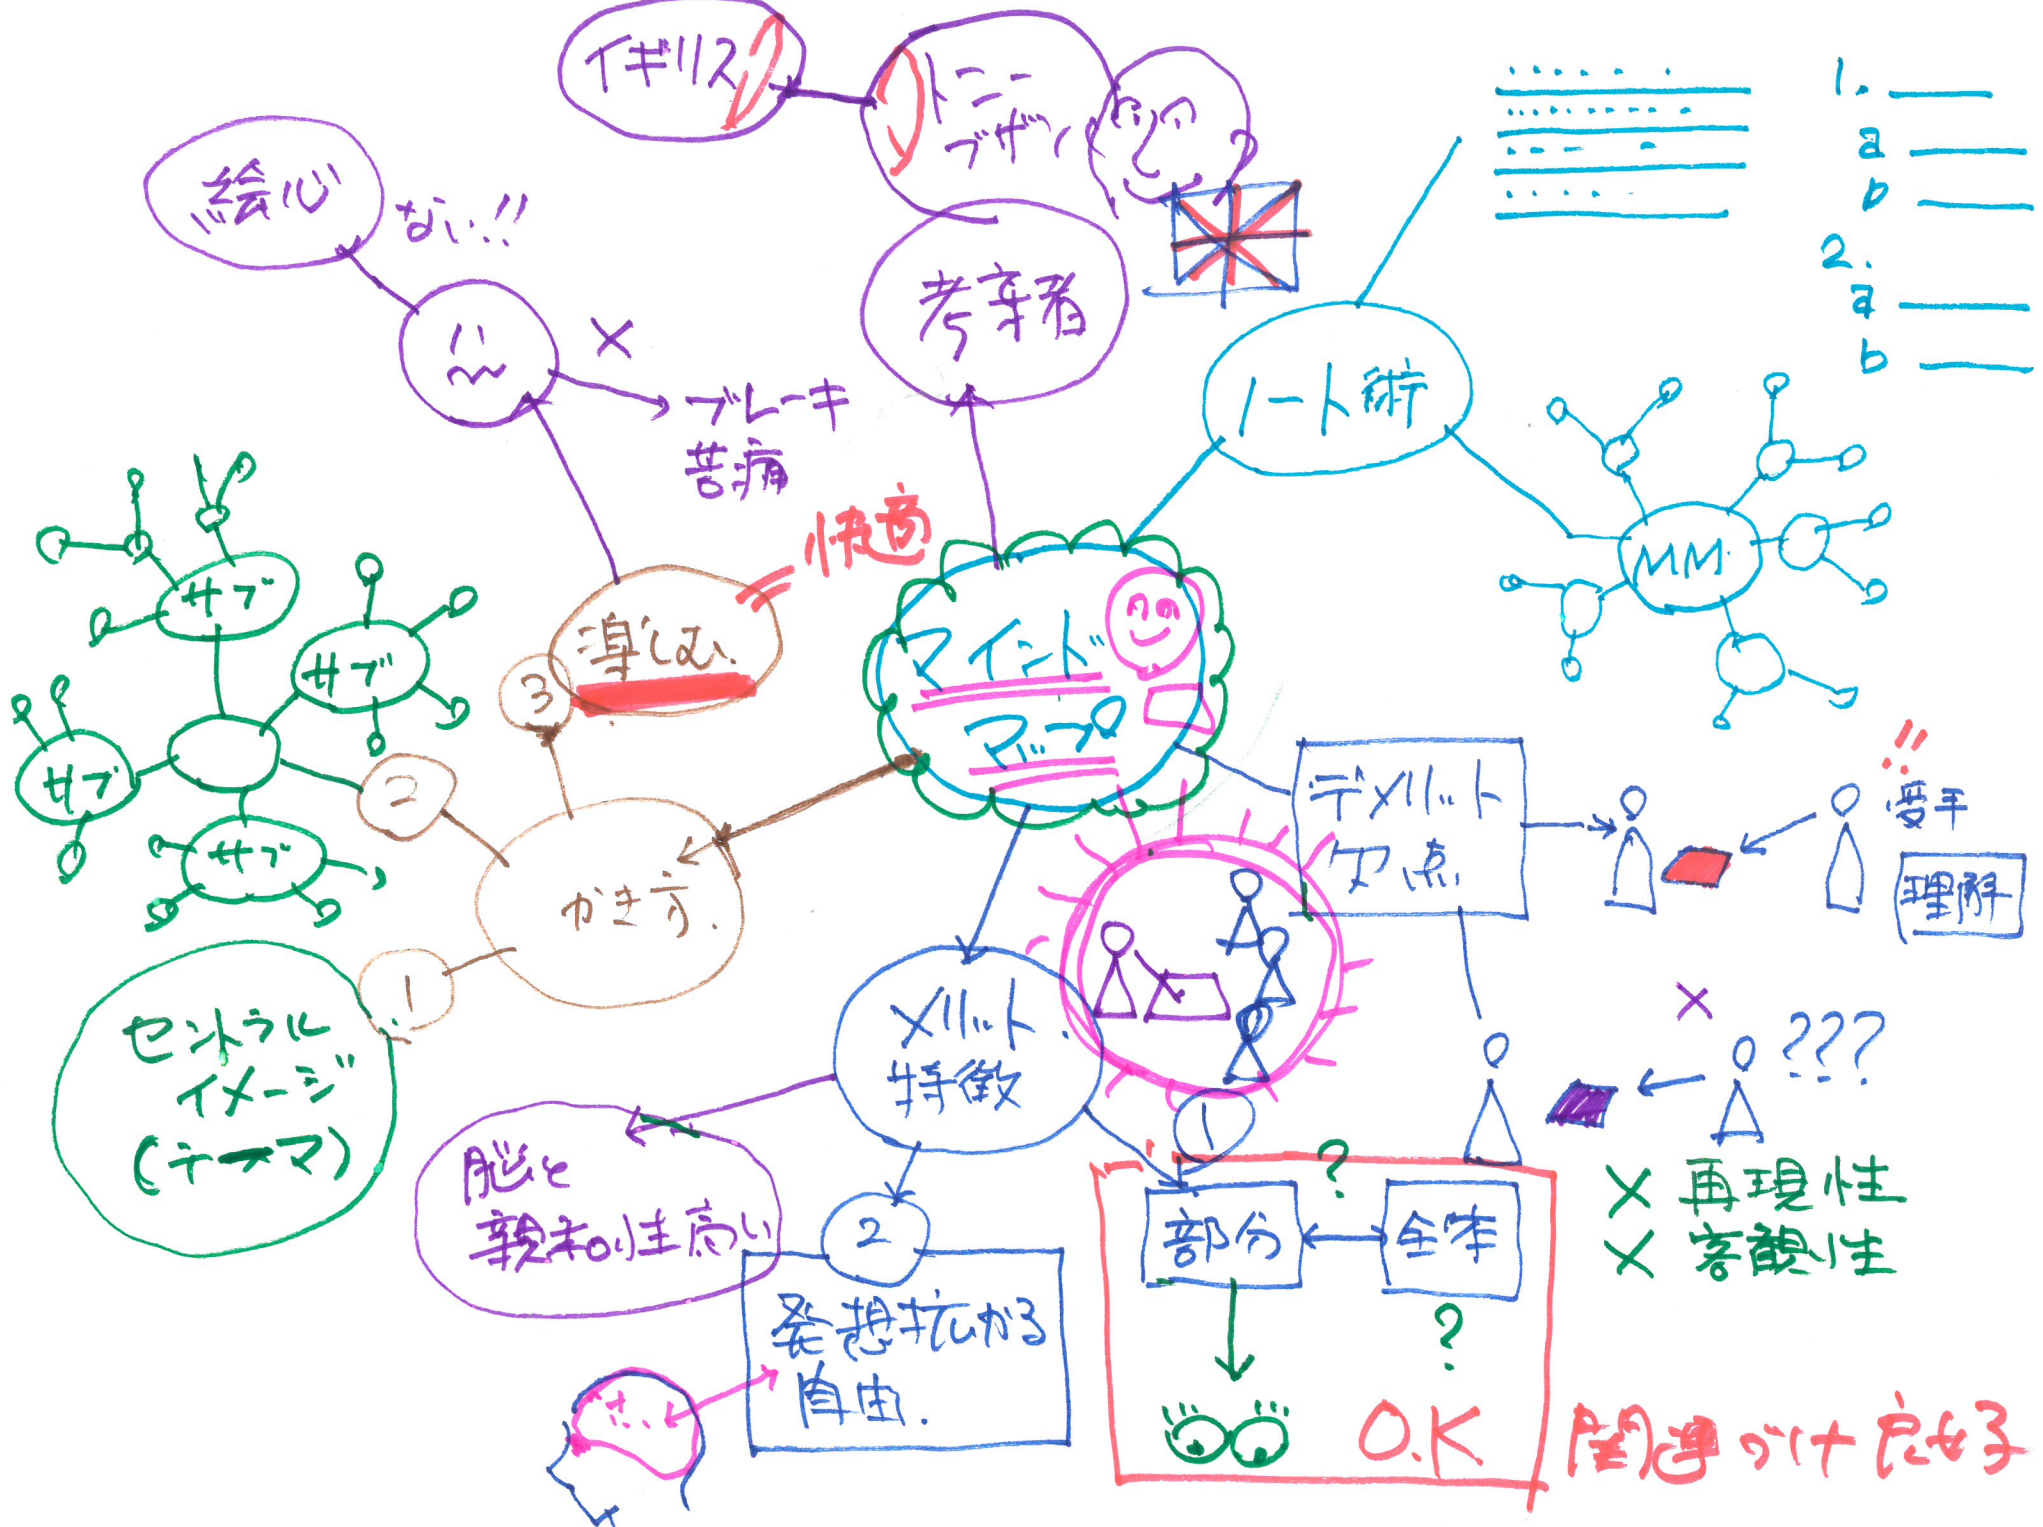 イギリス
トニー
ブザン
絵心
ない!!
考案者
×
ブレーキ
苦痛
ノート術
1.
a
b
2.
a
b
MM
快適
楽しむ
3
マインド
マップ
サブ
サブ
サブ
サブ
2
かき方.
1
セントラル
イメージ
(テーマ)
デメリット
欠点
!!
受手
理解
メリット
特徴
×
???
脳と
親和性高い
2
発想拡がる
自由.
1
?
部分
全体
?
O.K
× 再現性
× 客観性
関連づけ良好